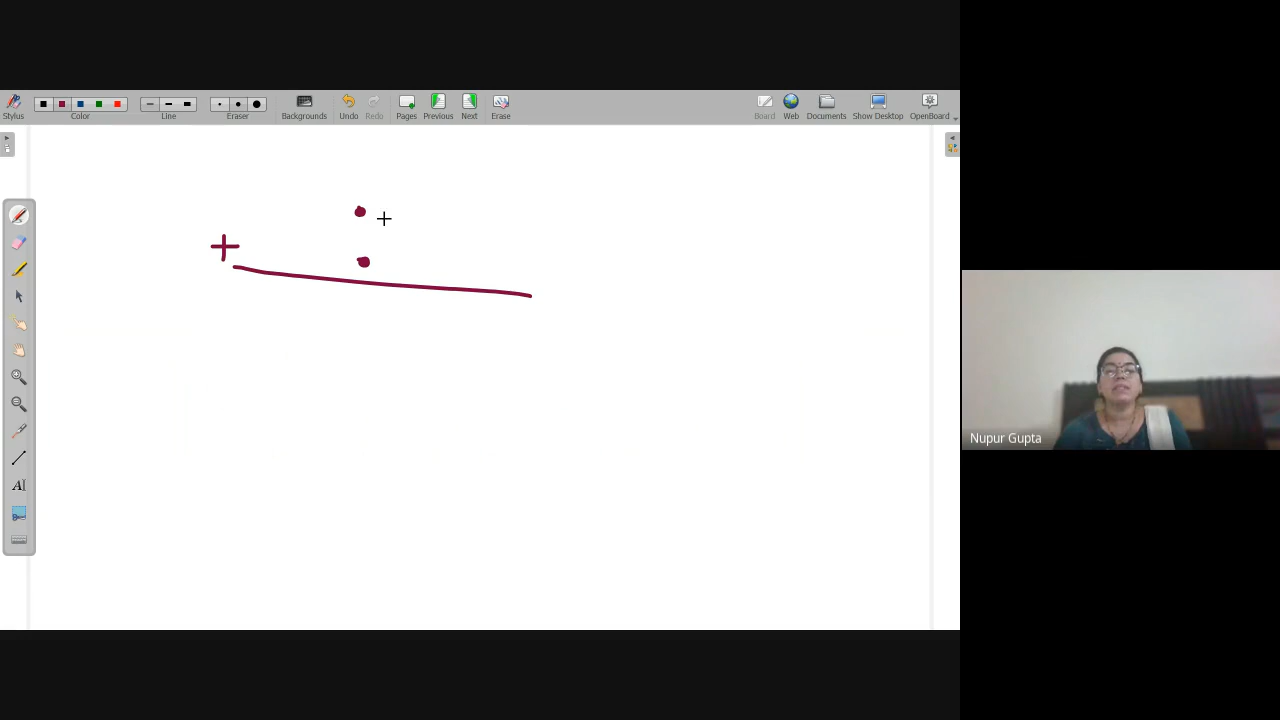 Stylus Color Line Eraser Backgrounds Undo Redo Pages Previous Next Erase Board Web Documents Show Desktop OpenBoard
+
A
Nupur Gupta